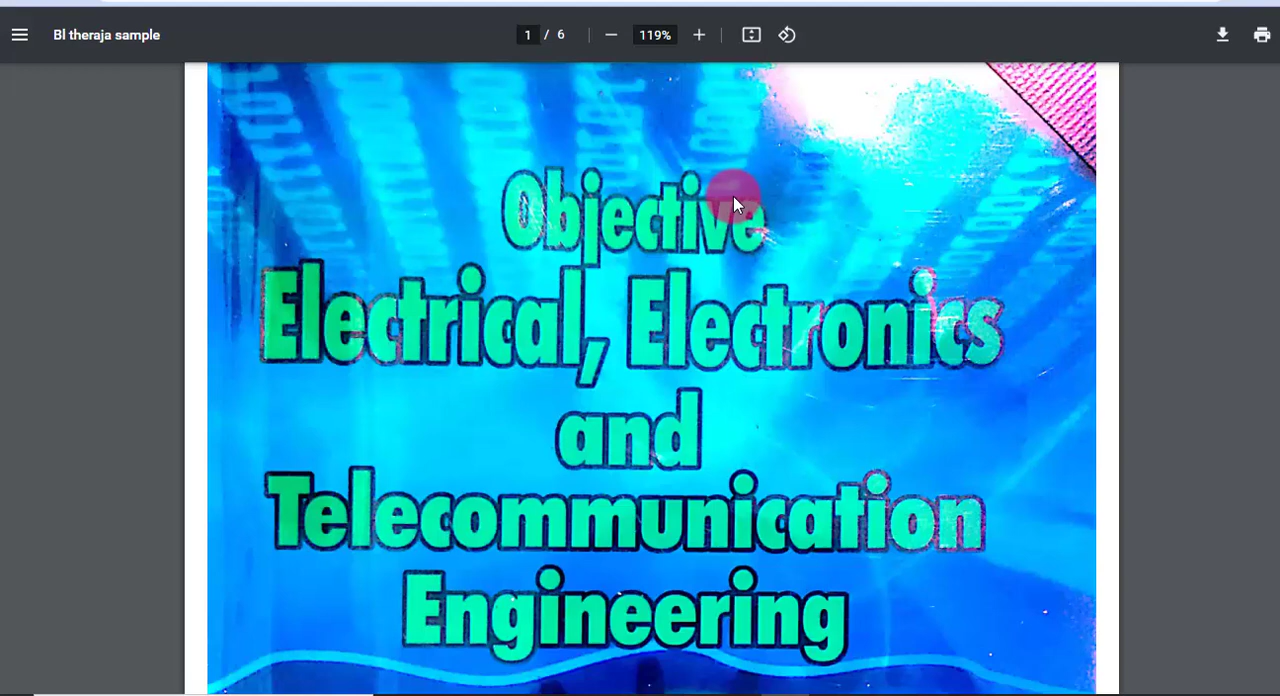 Bl theraja sample
1 / 6
119%
Objective
Electrical, Electronics
and
Telecommunication
Engineering